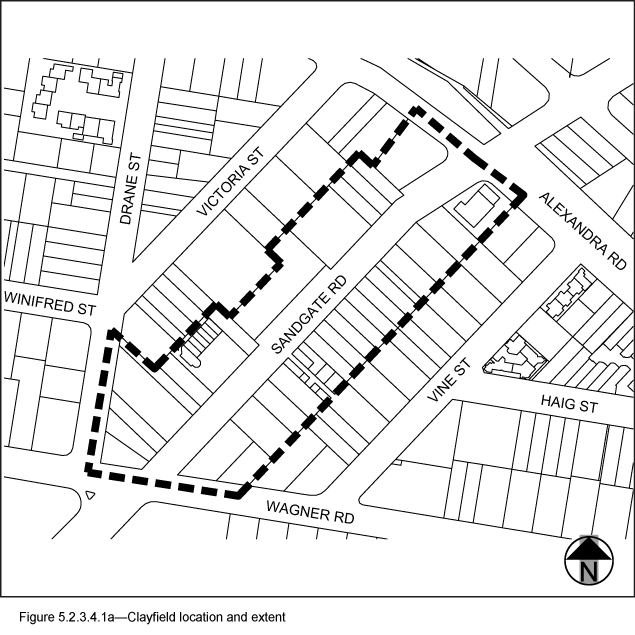 VICTORIA ST
DRANE ST
ALEXANDRA RD
WINIFRED ST
SANDGATE RD
VINE ST
HAIG ST
WAGNER RD
N
Figure 5.2.3.4.1a—Clayfield location and extent